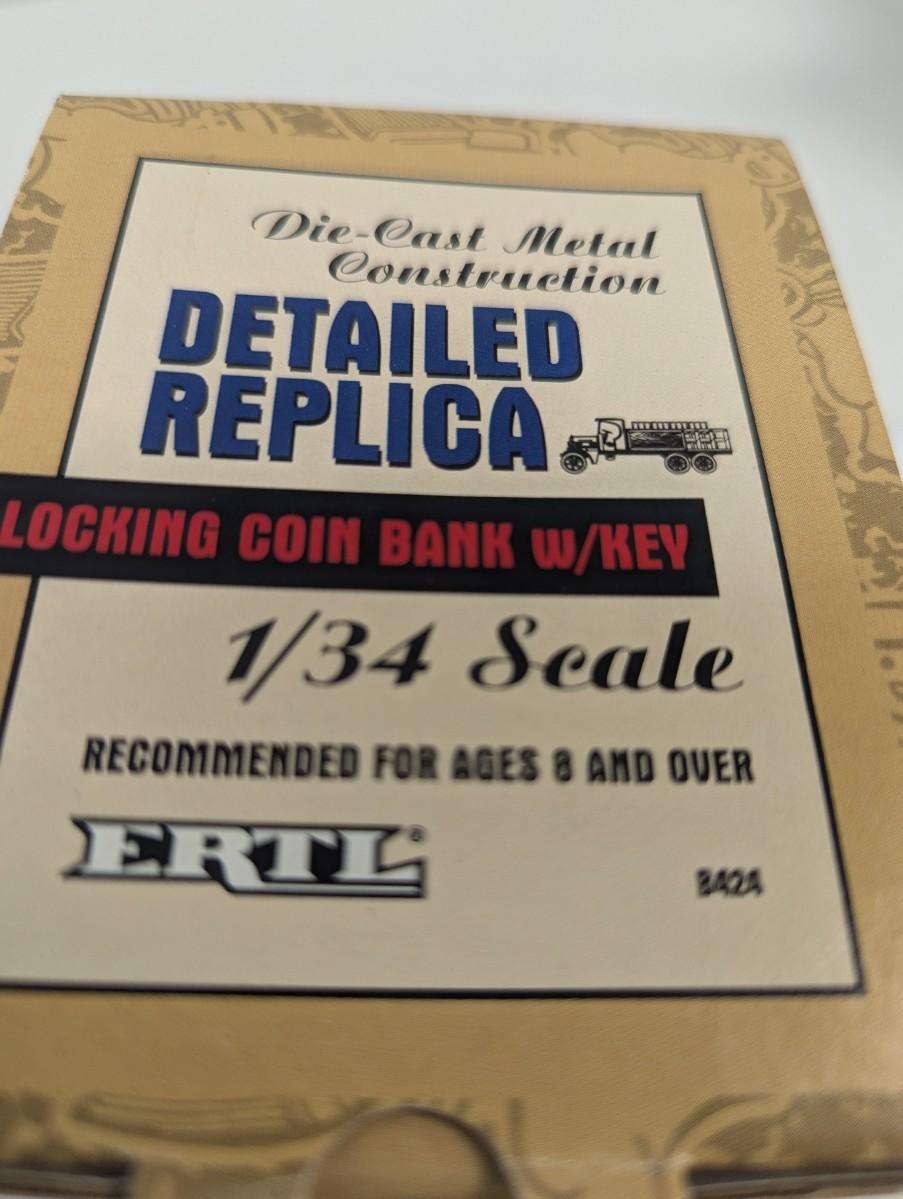 Die-Cast Metal
Construction
DETAILED
REPLICA
LOCKING COIN BANK W/KEY
1/34 Scale
RECOMMENDED FOR AGES 8 AND OVER
ERTL®